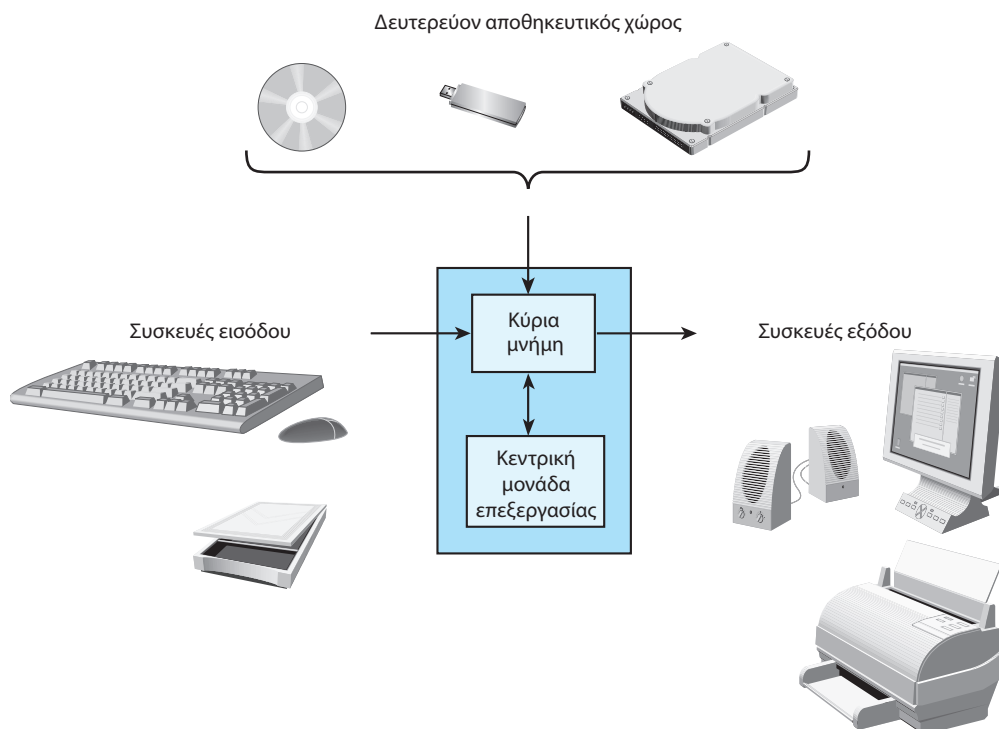 Δευτερεύον αποθηκευτικός χώρος
Συσκευές εισόδου
Κύρια
μνήμη
Συσκευές εξόδου
Κεντρική
μονάδα
επεξεργασίας